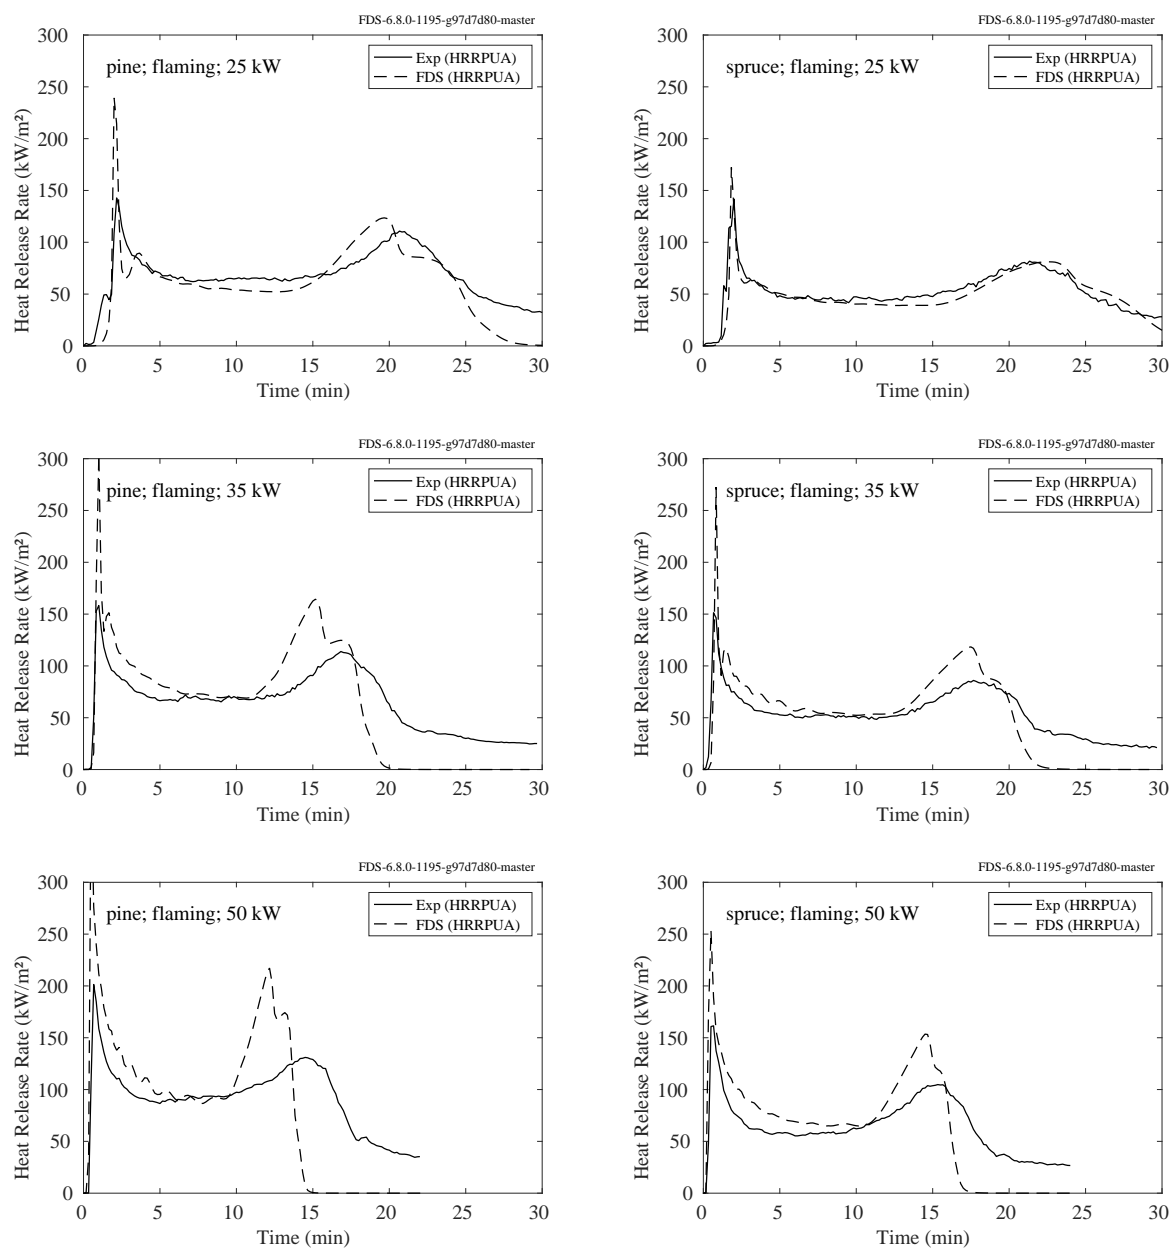 FDS-6.8.0-1195-g97d7d80-master
pine; flaming; 25 kW
Exp (HRRPUA)
FDS (HRRPUA)
Heat Release Rate (kW/m²)
300
250
200
150
100
50
0
0 5 10 15 20 25 30
Time (min)
FDS-6.8.0-1195-g97d7d80-master
spruce; flaming; 25 kW
Exp (HRRPUA)
FDS (HRRPUA)
Heat Release Rate (kW/m²)
300
250
200
150
100
50
0
0 5 10 15 20 25 30
Time (min)
FDS-6.8.0-1195-g97d7d80-master
pine; flaming; 35 kW
Exp (HRRPUA)
FDS (HRRPUA)
Heat Release Rate (kW/m²)
300
250
200
150
100
50
0
0 5 10 15 20 25 30
Time (min)
FDS-6.8.0-1195-g97d7d80-master
spruce; flaming; 35 kW
Exp (HRRPUA)
FDS (HRRPUA)
Heat Release Rate (kW/m²)
300
250
200
150
100
50
0
0 5 10 15 20 25 30
Time (min)
FDS-6.8.0-1195-g97d7d80-master
pine; flaming; 50 kW
Exp (HRRPUA)
FDS (HRRPUA)
Heat Release Rate (kW/m²)
300
250
200
150
100
50
0
0 5 10 15 20 25 30
Time (min)
FDS-6.8.0-1195-g97d7d80-master
spruce; flaming; 50 kW
Exp (HRRPUA)
FDS (HRRPUA)
Heat Release Rate (kW/m²)
300
250
200
150
100
50
0
0 5 10 15 20 25 30
Time (min)